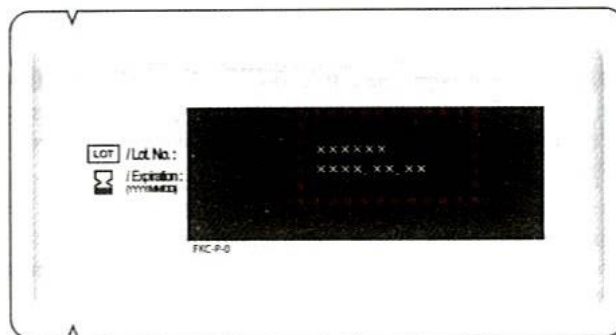 LOT / Lot. No. : xxxxxx
/ Expiration : xxxx.xx.xx
(YYYYMMDD)
FKC-P-0